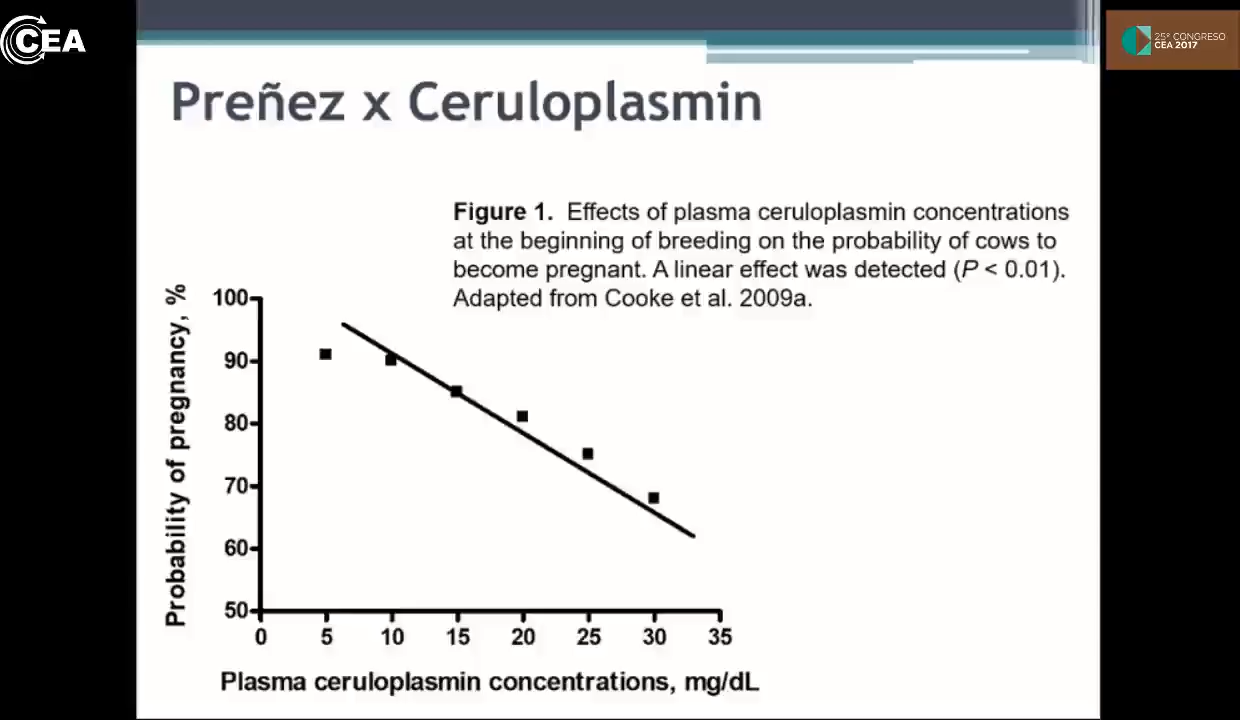 CEA
25º CONGRESO
CEA 2017
Preñez x Ceruloplasmin
Figure 1. Effects of plasma ceruloplasmin concentrations
at the beginning of breeding on the probability of cows to
become pregnant. A linear effect was detected (P < 0.01).
Adapted from Cooke et al. 2009a.
Probability of pregnancy, %
100
90
80
70
60
50
0 5 10 15 20 25 30 35
Plasma ceruloplasmin concentrations, mg/dL